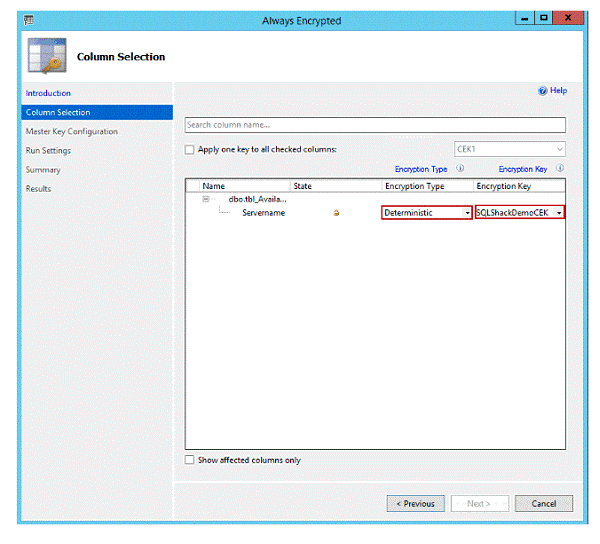 Always Encrypted
Column Selection
Introduction
Column Selection
Master Key Configuration
Run Settings
Summary
Results
Help
Search column name...
Apply one key to all checked columns:
CEK1
Encryption Type
Encryption Key
Name State Encryption Type Encryption Key
dbo.tbl_Availa...
Servername Deterministic SQLShackDemoCEK
Show affected columns only
< Previous Next > Cancel